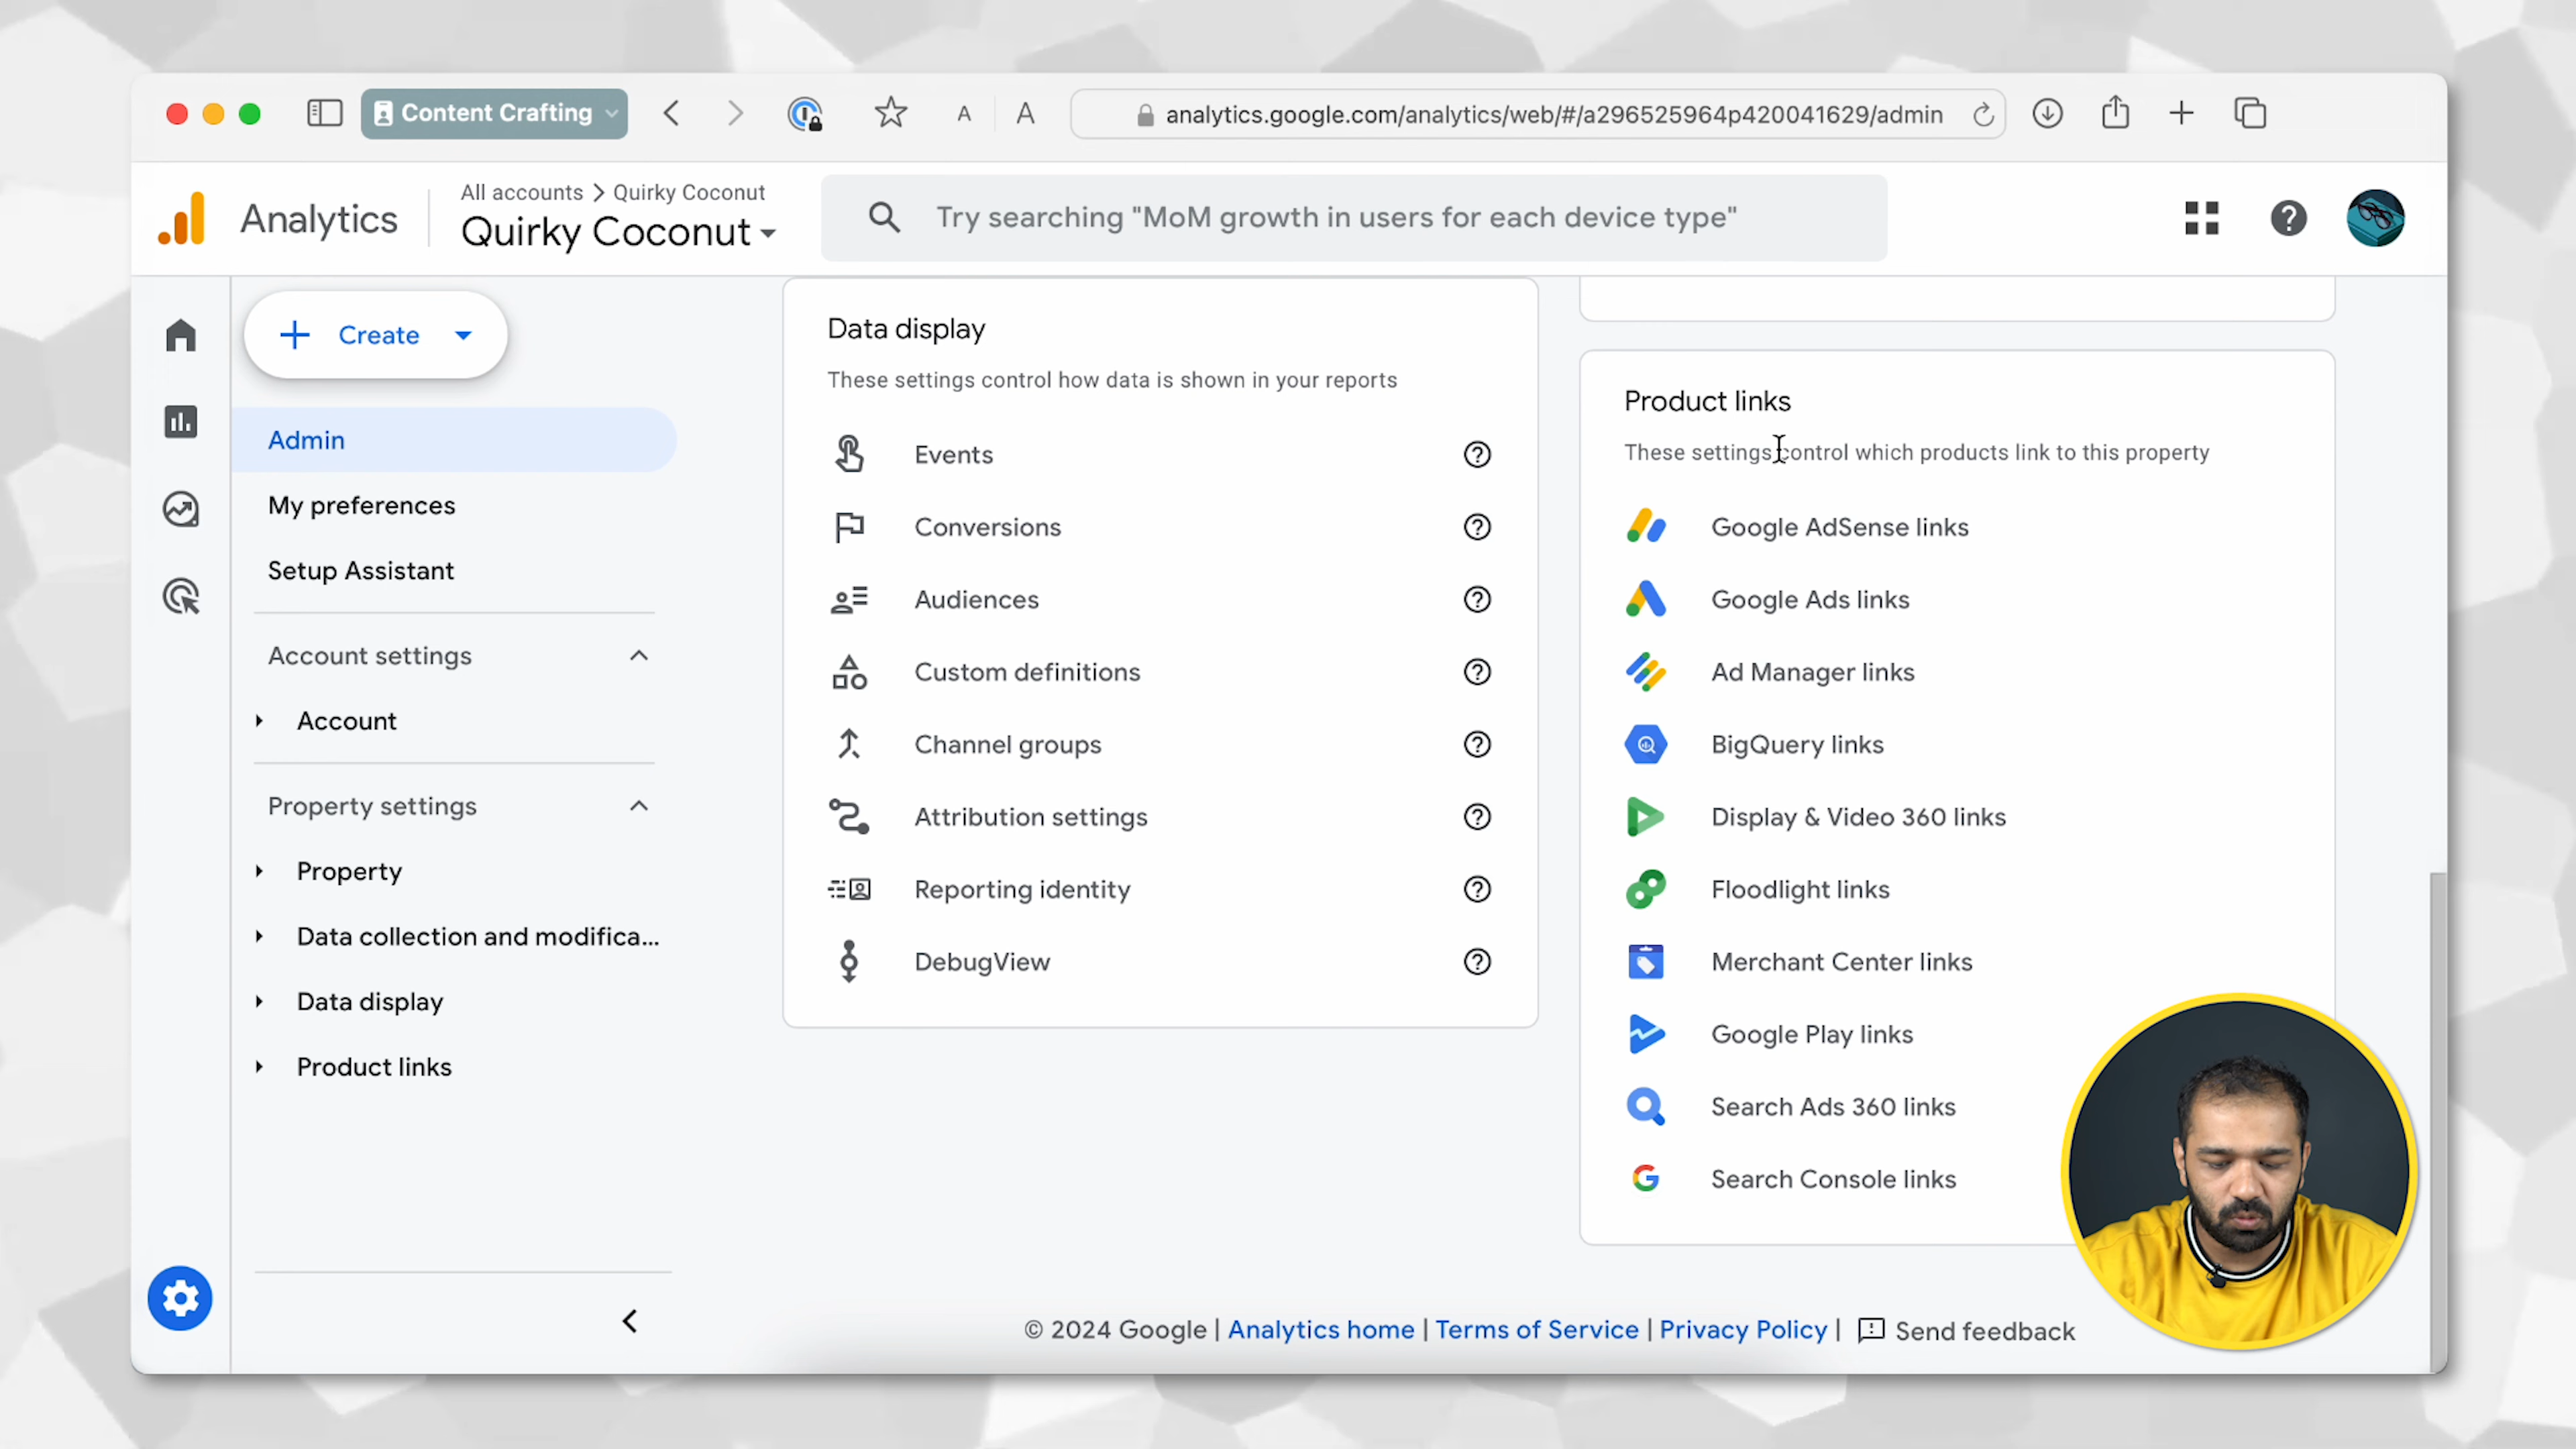 Content Crafting
A A
analytics.google.com/analytics/web/#/a296525964p420041629/admin
Analytics
All accounts > Quirky Coconut
Quirky Coconut
Try searching "MoM growth in users for each device type"
Create
Admin
My preferences
Setup Assistant
Account settings
Account
Property settings
Property
Data collection and modifica...
Data display
Product links
Data display
These settings control how data is shown in your reports
Events
Conversions
Audiences
Custom definitions
Channel groups
Attribution settings
Reporting identity
DebugView
Product links
These settings control which products link to this property
Google AdSense links
Google Ads links
Ad Manager links
BigQuery links
Display & Video 360 links
Floodlight links
Merchant Center links
Google Play links
Search Ads 360 links
Search Console links
© 2024 Google | Analytics home | Terms of Service | Privacy Policy | Send feedback